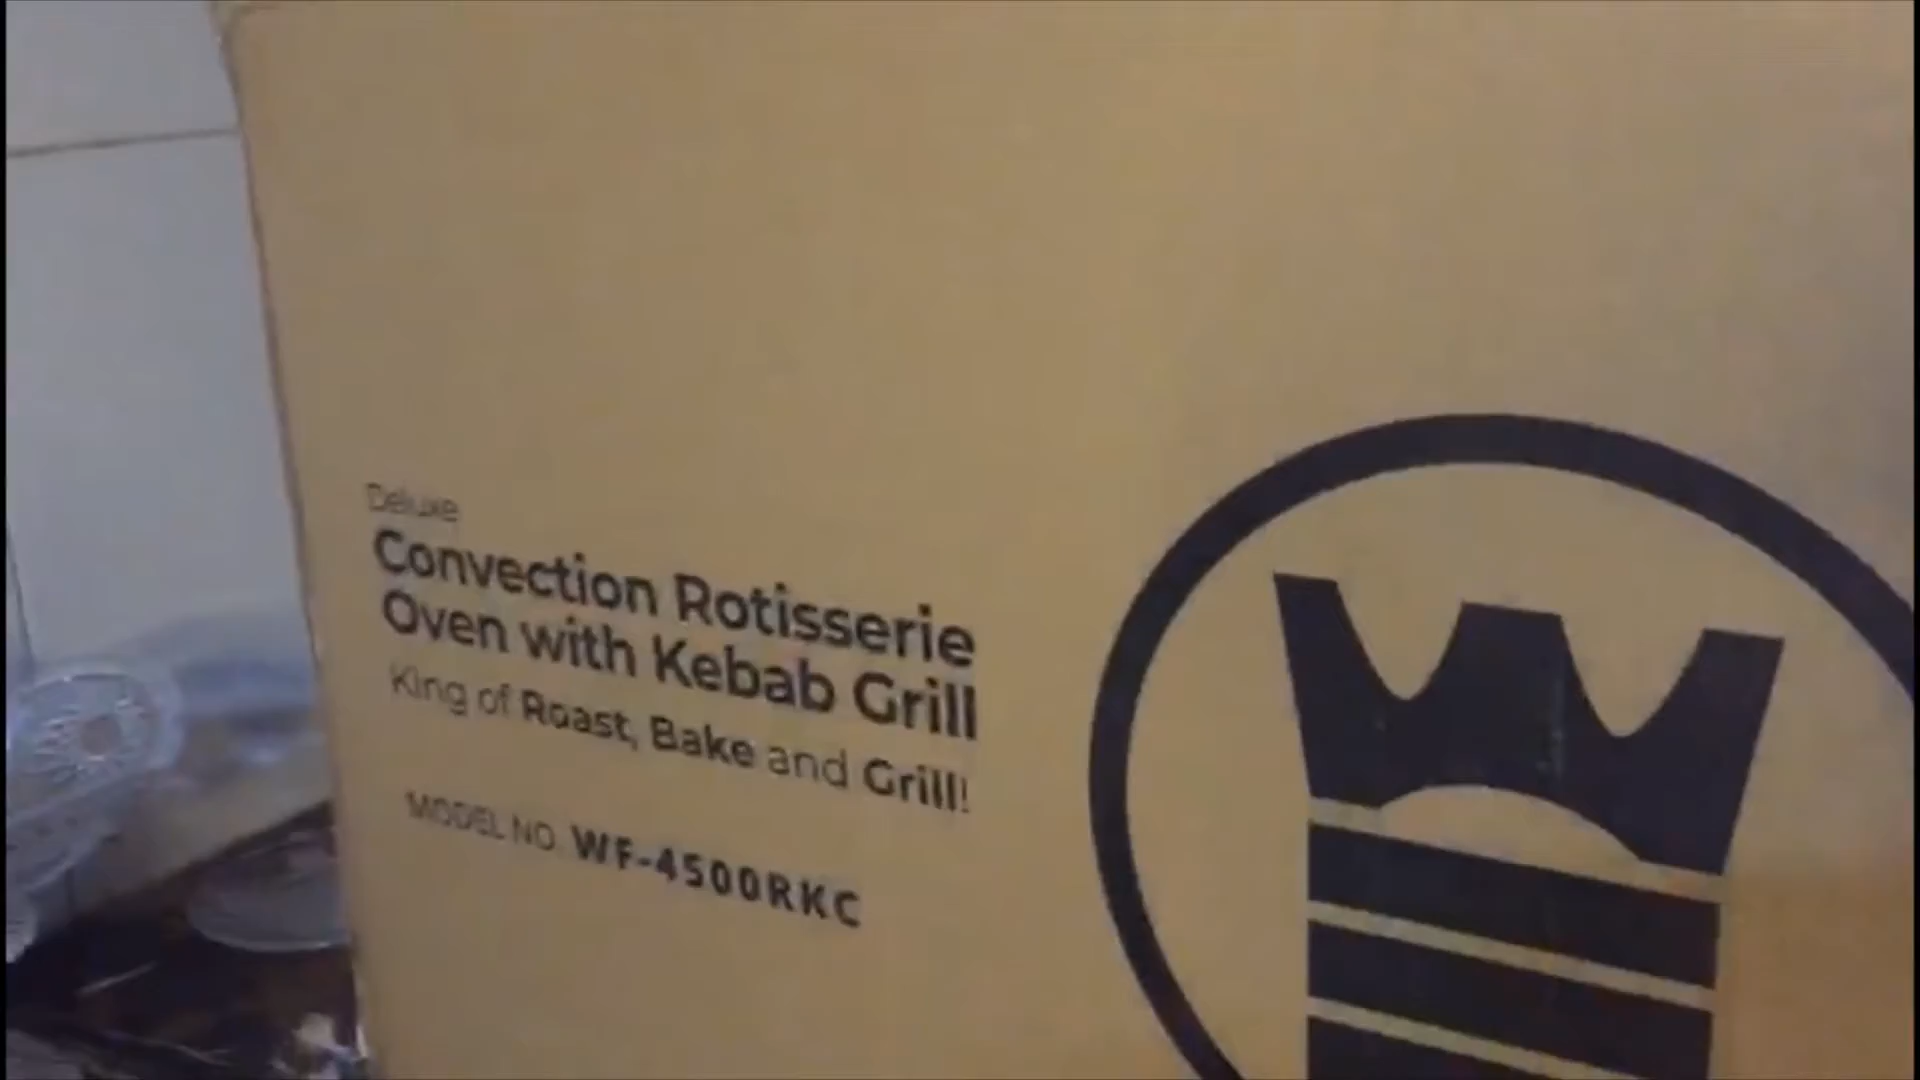 Deluxe
Convection Rotisserie
Oven with Kebab Grill
King of Roast, Bake and Grill!
MODEL NO. WF-4500RKC